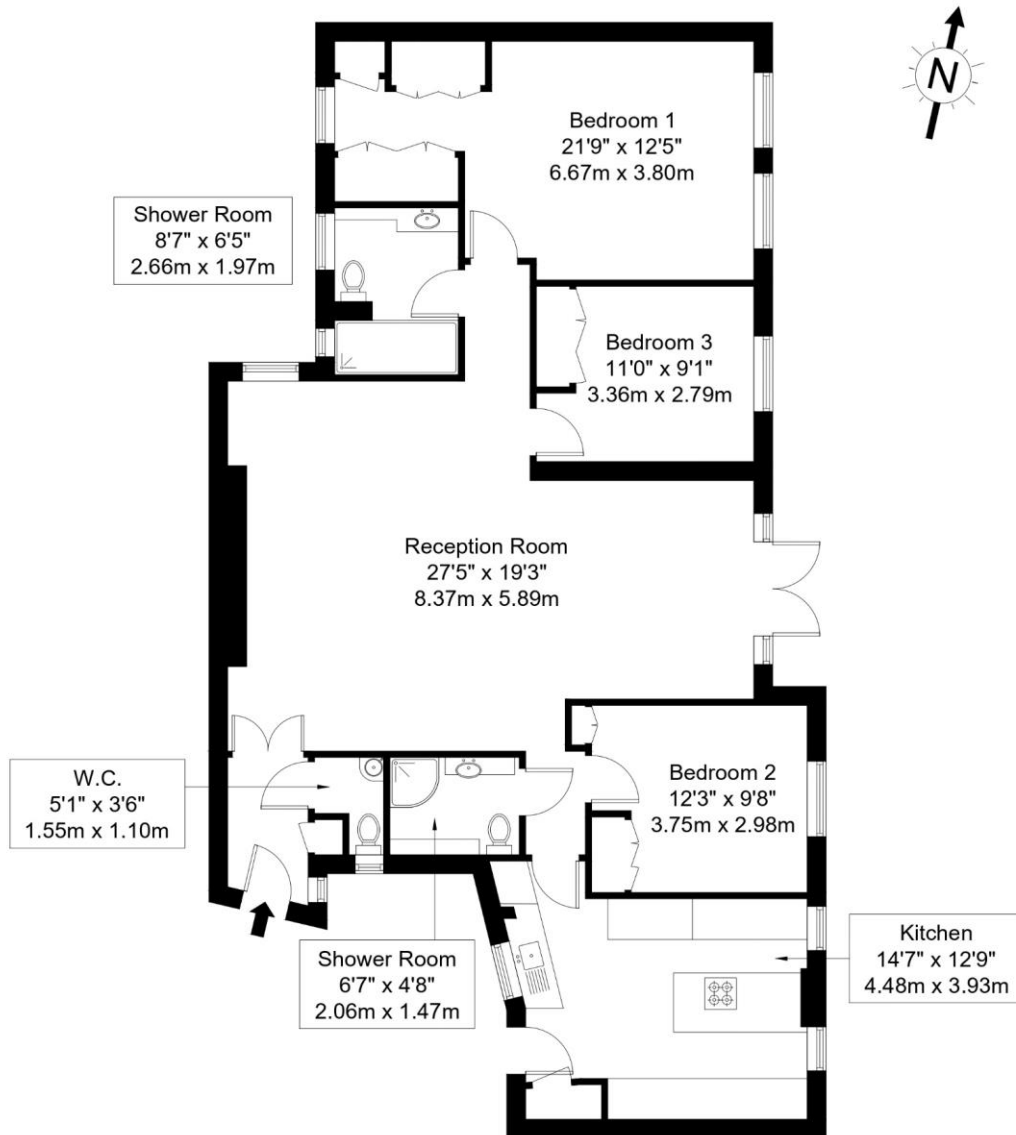 N
Bedroom 1
21'9" x 12'5"
6.67m x 3.80m
Shower Room
8'7" x 6'5"
2.66m x 1.97m
Bedroom 3
11'0" x 9'1"
3.36m x 2.79m
Reception Room
27'5" x 19'3"
8.37m x 5.89m
W.C.
5'1" x 3'6"
1.55m x 1.10m
Bedroom 2
12'3" x 9'8"
3.75m x 2.98m
Shower Room
6'7" x 4'8"
2.06m x 1.47m
Kitchen
14'7" x 12'9"
4.48m x 3.93m